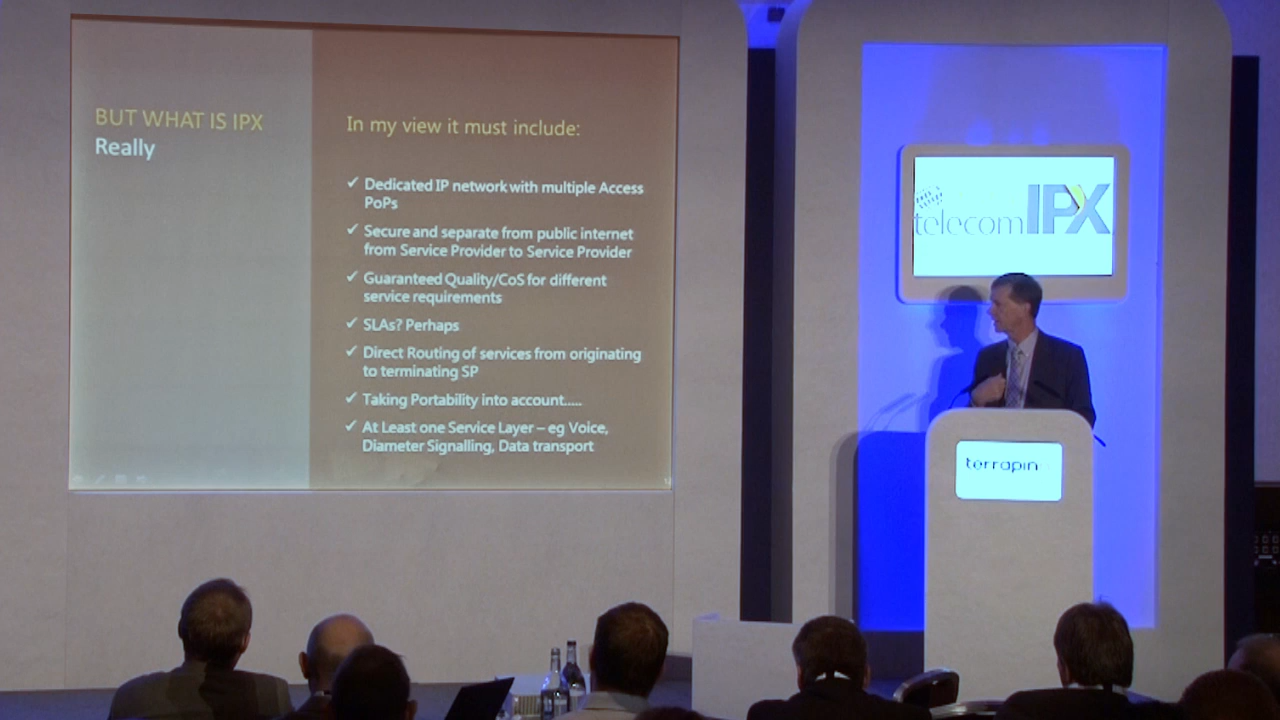 BUT WHAT IS IPX
Really
In my view it must include:
✓ Dedicated IP network with multiple Access
PoPs
✓ Secure and separate from public internet
from Service Provider to Service Provider
✓ Guaranteed Quality/CoS for different
service requirements
✓ SLAs? Perhaps
✓ Direct Routing of services from originating
to terminating SP
✓ Taking Portability into account.....
✓ At Least one Service Layer – eg Voice,
Diameter Signalling, Data transport
telecomIPX
terrapin